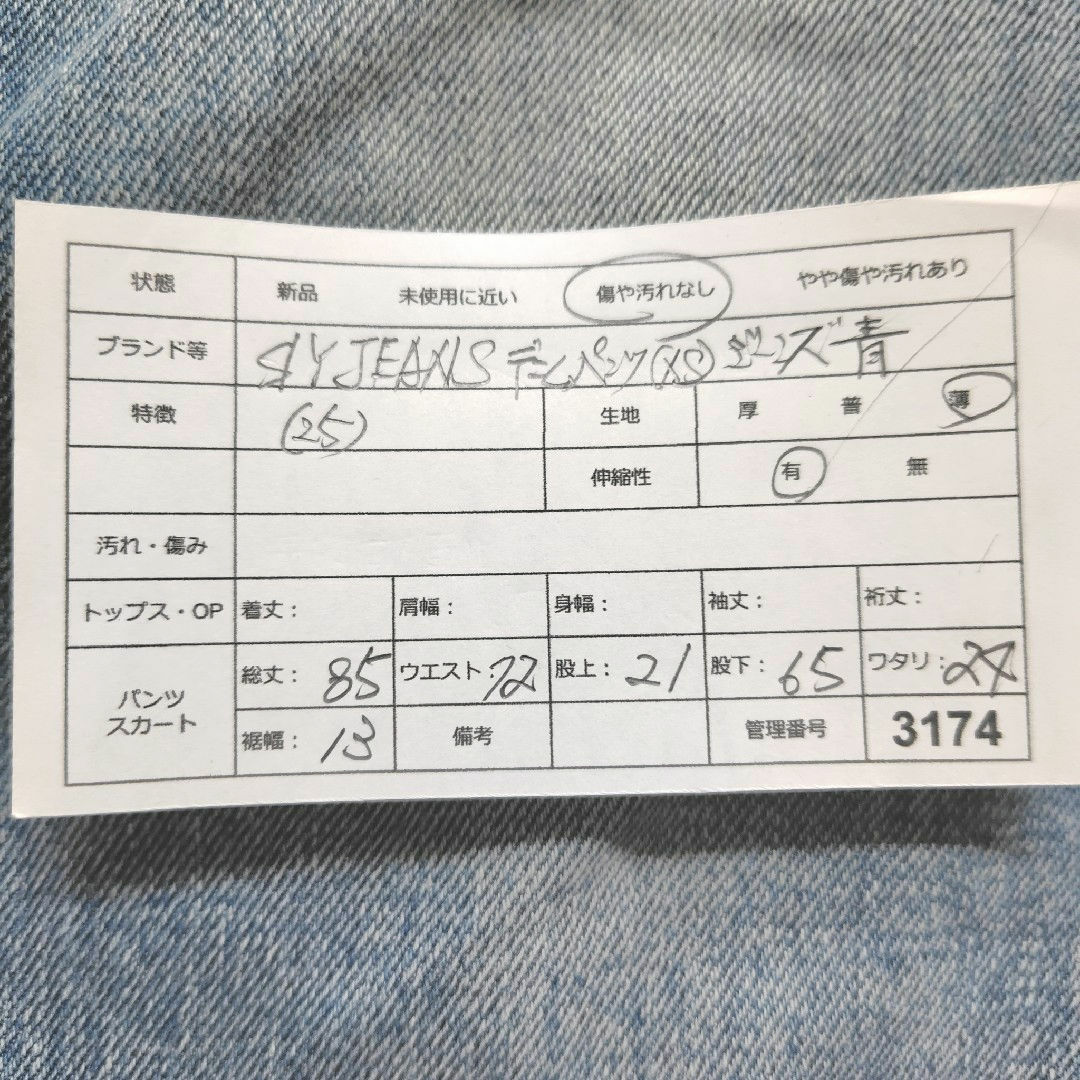 状態 新品 未使用に近い 傷や汚れなし やや傷や汚れあり
ブランド等 SLY JEANS デニムパンツ(XS) ジーンズ 青
特徴 (25) 生地 厚 普 薄
伸縮性 有 無
汚れ・傷み
トップス・OP 着丈： 肩幅： 身幅： 袖丈： 裄丈：
パンツ スカート 総丈： 85 ウエスト： 72 股上： 21 股下： 65 ワタリ：
裾幅： 13 備考 管理番号 3174